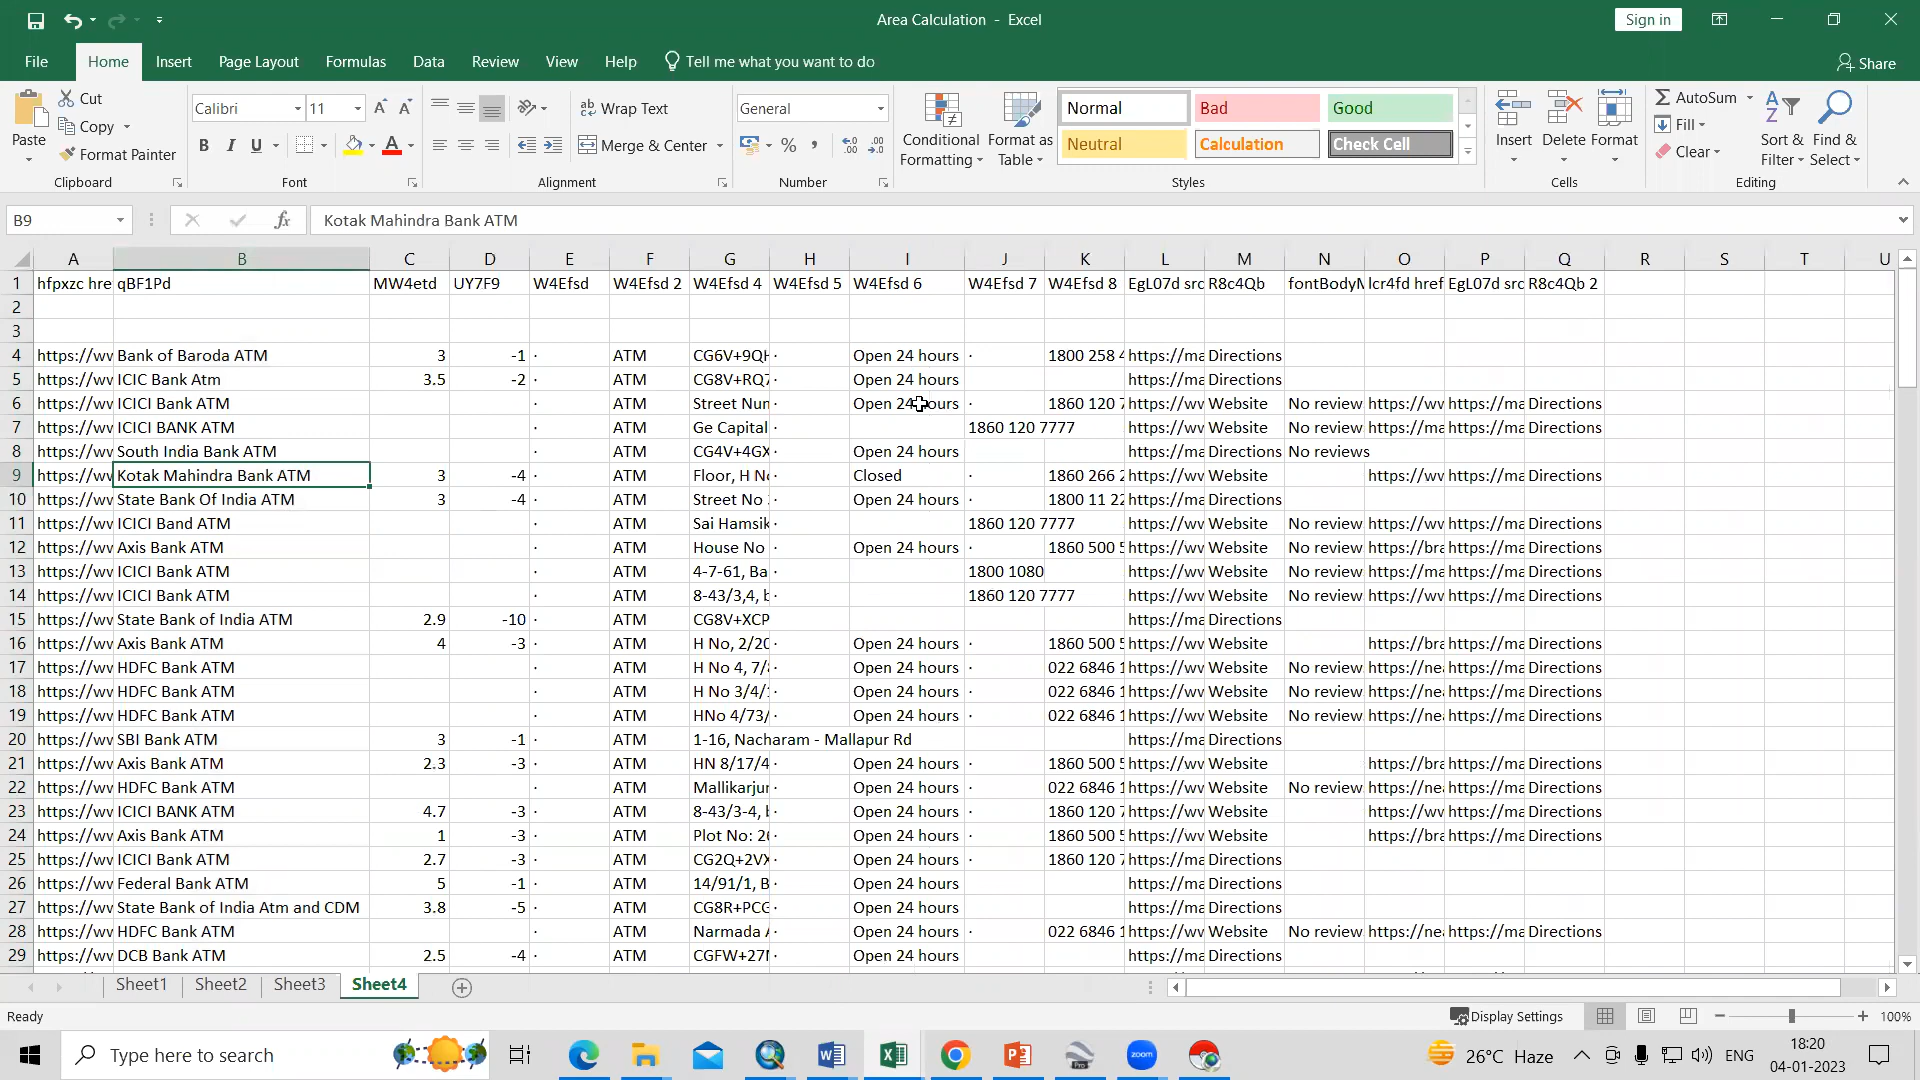 Area Calculation - Excel
Sign in
File Home Insert Page Layout Formulas Data Review View Help Tell me what you want to do Share
Paste Cut Copy Format Painter Clipboard
Calibri 11 B I U A Font
Wrap Text Merge & Center Alignment
General % Number
Conditional Formatting Format as Table
Normal Bad Good
Neutral Calculation Check Cell
Styles
Insert Delete Format Cells
AutoSum Fill Clear Sort & Filter Find & Select Editing
B9 fx Kotak Mahindra Bank ATM
A B C D E F G H I J K L M N O P Q R S T U
1 hfpxzc hre qBF1Pd MW4etd UY7F9 W4Efsd W4Efsd 2 W4Efsd 4 W4Efsd 5 W4Efsd 6 W4Efsd 7 W4Efsd 8 EgL07d src R8c4Qb fontBodyM lcr4fd href EgL07d src R8c4Qb 2
2
3
4 https://wv Bank of Baroda ATM 3 -1 · ATM CG6V+9QH · Open 24 hours · 1800 258 4 https://ma Directions
5 https://wv ICIC Bank Atm 3.5 -2 · ATM CG8V+RQ7 · Open 24 hours https://ma Directions
6 https://wv ICICI Bank ATM · ATM Street Nun · Open 24 hours · 1860 120 7 https://wv Website No review https://wv https://ma Directions
7 https://wv ICICI BANK ATM · ATM Ge Capital · 1860 120 7777 https://wv Website No review https://ma https://ma Directions
8 https://wv South India Bank ATM · ATM CG4V+4GX · Open 24 hours https://ma Directions No reviews
9 https://wv Kotak Mahindra Bank ATM 3 -4 · ATM Floor, H No · Closed · 1860 266 2 https://wv Website https://wv https://ma Directions
10 https://wv State Bank Of India ATM 3 -4 · ATM Street No · Open 24 hours · 1800 11 22 https://ma Directions
11 https://wv ICICI Band ATM · ATM Sai Hamsik · 1860 120 7777 https://wv Website No review https://wv https://ma Directions
12 https://wv Axis Bank ATM · ATM House No · Open 24 hours · 1860 500 5 https://wv Website No review https://bra https://ma Directions
13 https://wv ICICI Bank ATM · ATM 4-7-61, Ba · 1800 1080 https://wv Website No review https://ma https://ma Directions
14 https://wv ICICI Bank ATM · ATM 8-43/3,4, b · 1860 120 7777 https://wv Website No review https://wv https://ma Directions
15 https://wv State Bank of India ATM 2.9 -10 · ATM CG8V+XCP https://ma Directions
16 https://wv Axis Bank ATM 4 -3 · ATM H No, 2/20 · Open 24 hours · 1860 500 5 https://wv Website https://bra https://ma Directions
17 https://wv HDFC Bank ATM · ATM H No 4, 7/ · Open 24 hours · 022 6846 1 https://wv Website No review https://nea https://ma Directions
18 https://wv HDFC Bank ATM · ATM H No 3/4/ · Open 24 hours · 022 6846 1 https://wv Website No review https://nea https://ma Directions
19 https://wv HDFC Bank ATM · ATM HNo 4/73/ · Open 24 hours · 022 6846 1 https://wv Website No review https://nea https://ma Directions
20 https://wv SBI Bank ATM 3 -1 · ATM 1-16, Nacharam - Mallapur Rd https://ma Directions
21 https://wv Axis Bank ATM 2.3 -3 · ATM HN 8/17/4 · Open 24 hours · 1860 500 5 https://wv Website https://bra https://ma Directions
22 https://wv HDFC Bank ATM · ATM Mallikarjur · Open 24 hours · 022 6846 1 https://wv Website No review https://nea https://ma Directions
23 https://wv ICICI BANK ATM 4.7 -3 · ATM 8-43/3-4, b · Open 24 hours · 1860 120 7 https://wv Website https://wv https://ma Directions
24 https://wv Axis Bank ATM 1 -3 · ATM Plot No: 26 · Open 24 hours · 1860 500 5 https://wv Website https://bra https://ma Directions
25 https://wv ICICI Bank ATM 2.7 -3 · ATM CG2Q+2VX · Open 24 hours · 1860 120 7 https://ma Directions
26 https://wv Federal Bank ATM 5 -1 · ATM 14/91/1, B · Open 24 hours https://ma Directions
27 https://wv State Bank of India Atm and CDM 3.8 -5 · ATM CG8R+PCG · Open 24 hours https://ma Directions
28 https://wv HDFC Bank ATM · ATM Narmada A · Open 24 hours · 022 6846 1 https://wv Website No review https://nea https://ma Directions
29 https://wv DCB Bank ATM 2.5 -4 · ATM CGFW+27M · Open 24 hours https://ma Directions
Sheet1 Sheet2 Sheet3 Sheet4
Ready Display Settings 100%
Type here to search 26°C Haze ENG 18:20
04-01-2023